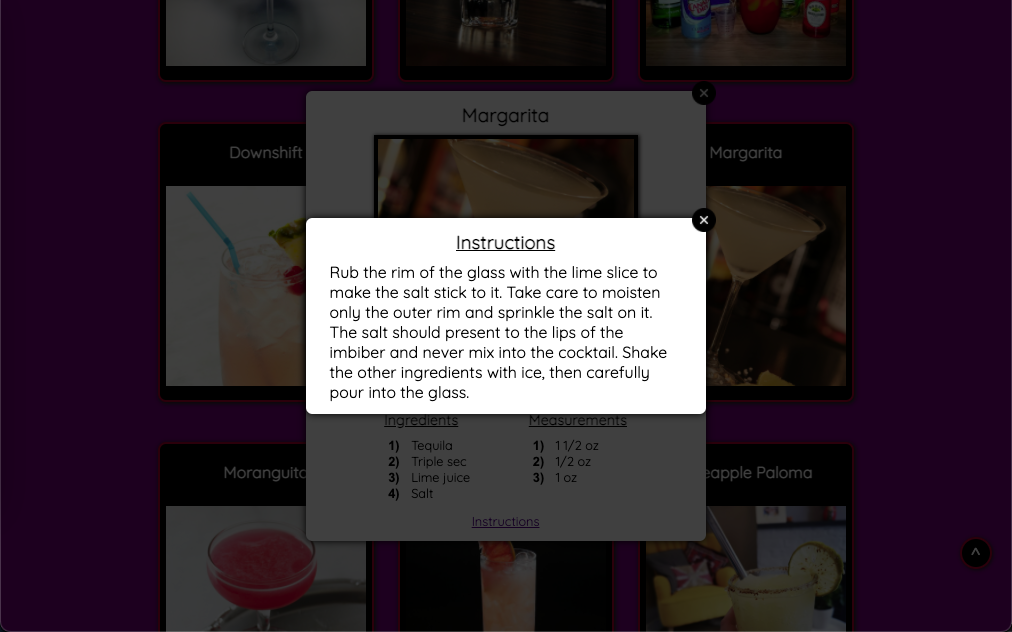 Downshift
Margarita
Margarita
Instructions
Rub the rim of the glass with the lime slice to
make the salt stick to it. Take care to moisten
only the outer rim and sprinkle the salt on it.
The salt should present to the lips of the
imbiber and never mix into the cocktail. Shake
the other ingredients with ice, then carefully
pour into the glass.
Ingredients
Measurements
1) Tequila
2) Triple sec
3) Lime juice
4) Salt
1) 1 1/2 oz
2) 1/2 oz
3) 1 oz
Instructions
Moranguito
eapple Paloma